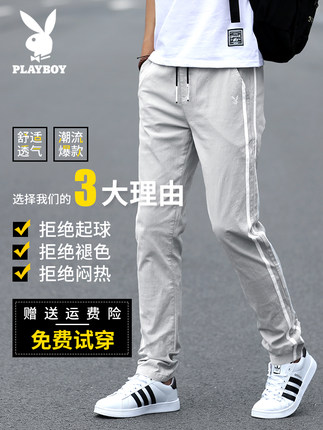 PLAYBOY
舒适
透气
潮流
爆款
选择我们的3大理由
拒绝起球
拒绝褪色
拒绝闷热
赠送运费险
免费试穿